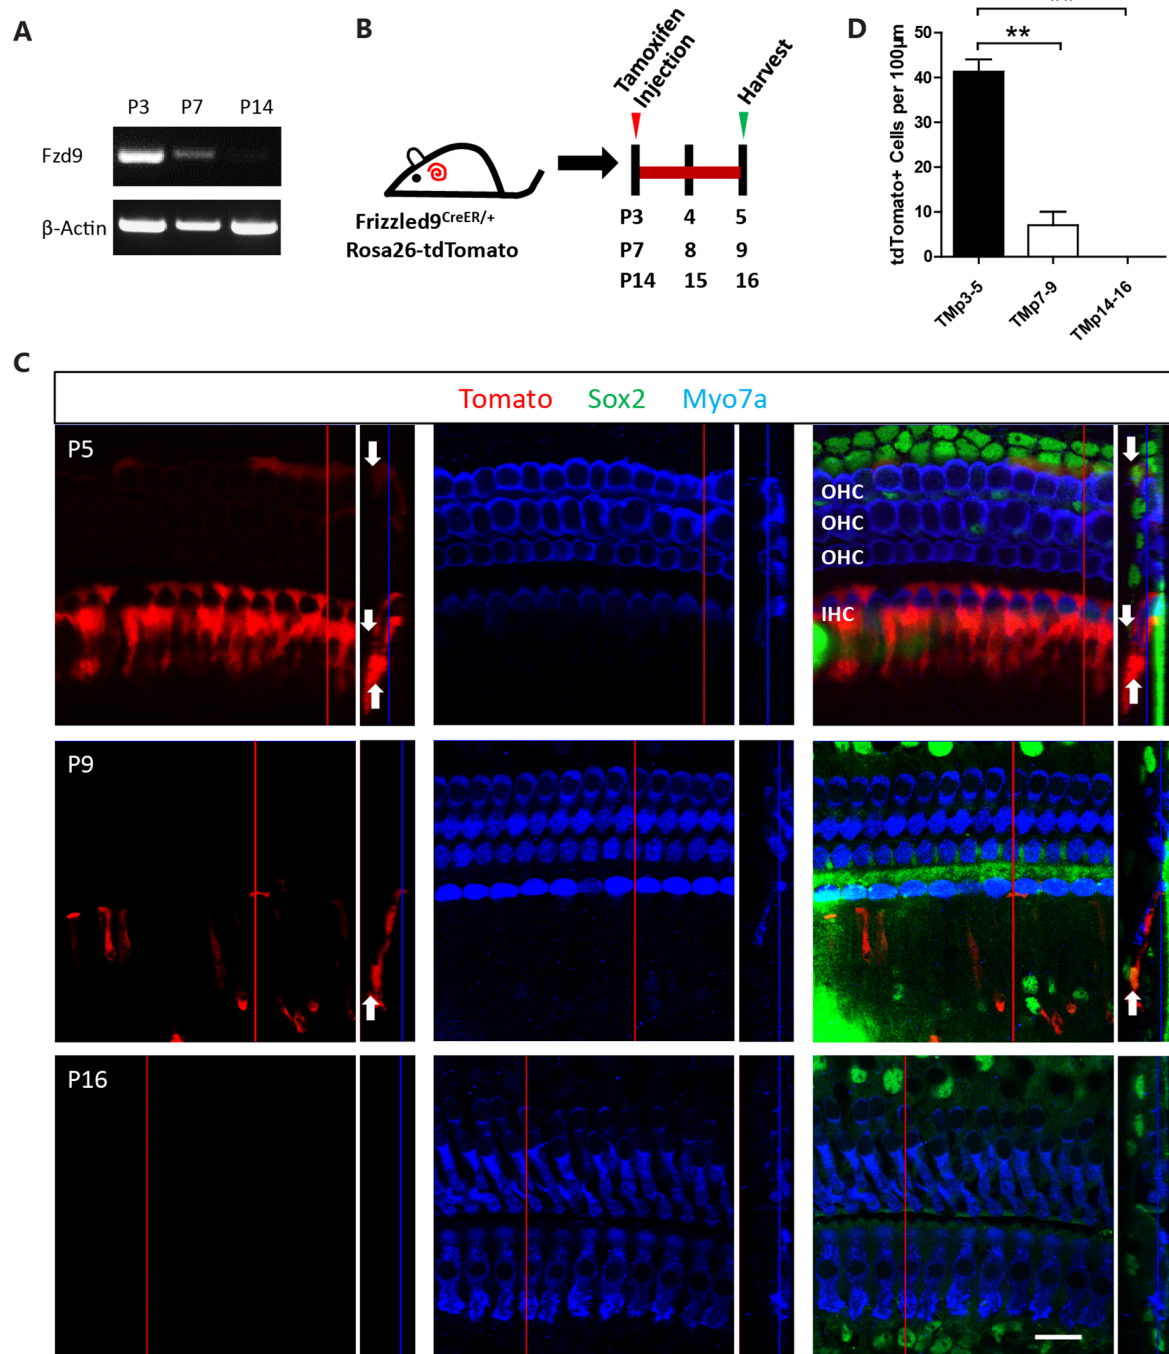 A
P3 P7 P14
Fzd9
β-Actin
B
Tamoxifen
Injection
Harvest
Frizzled9CreER/+
Rosa26-tdTomato
P3 4 5
P7 8 9
P14 15 16
D
**
tdTomato+ Cells per 100μm
50
40
30
20
10
0
TMp3-5
TMp7-9
TMp14-16
C
Tomato Sox2 Myo7a
P5
OHC
OHC
OHC
IHC
P9
P16